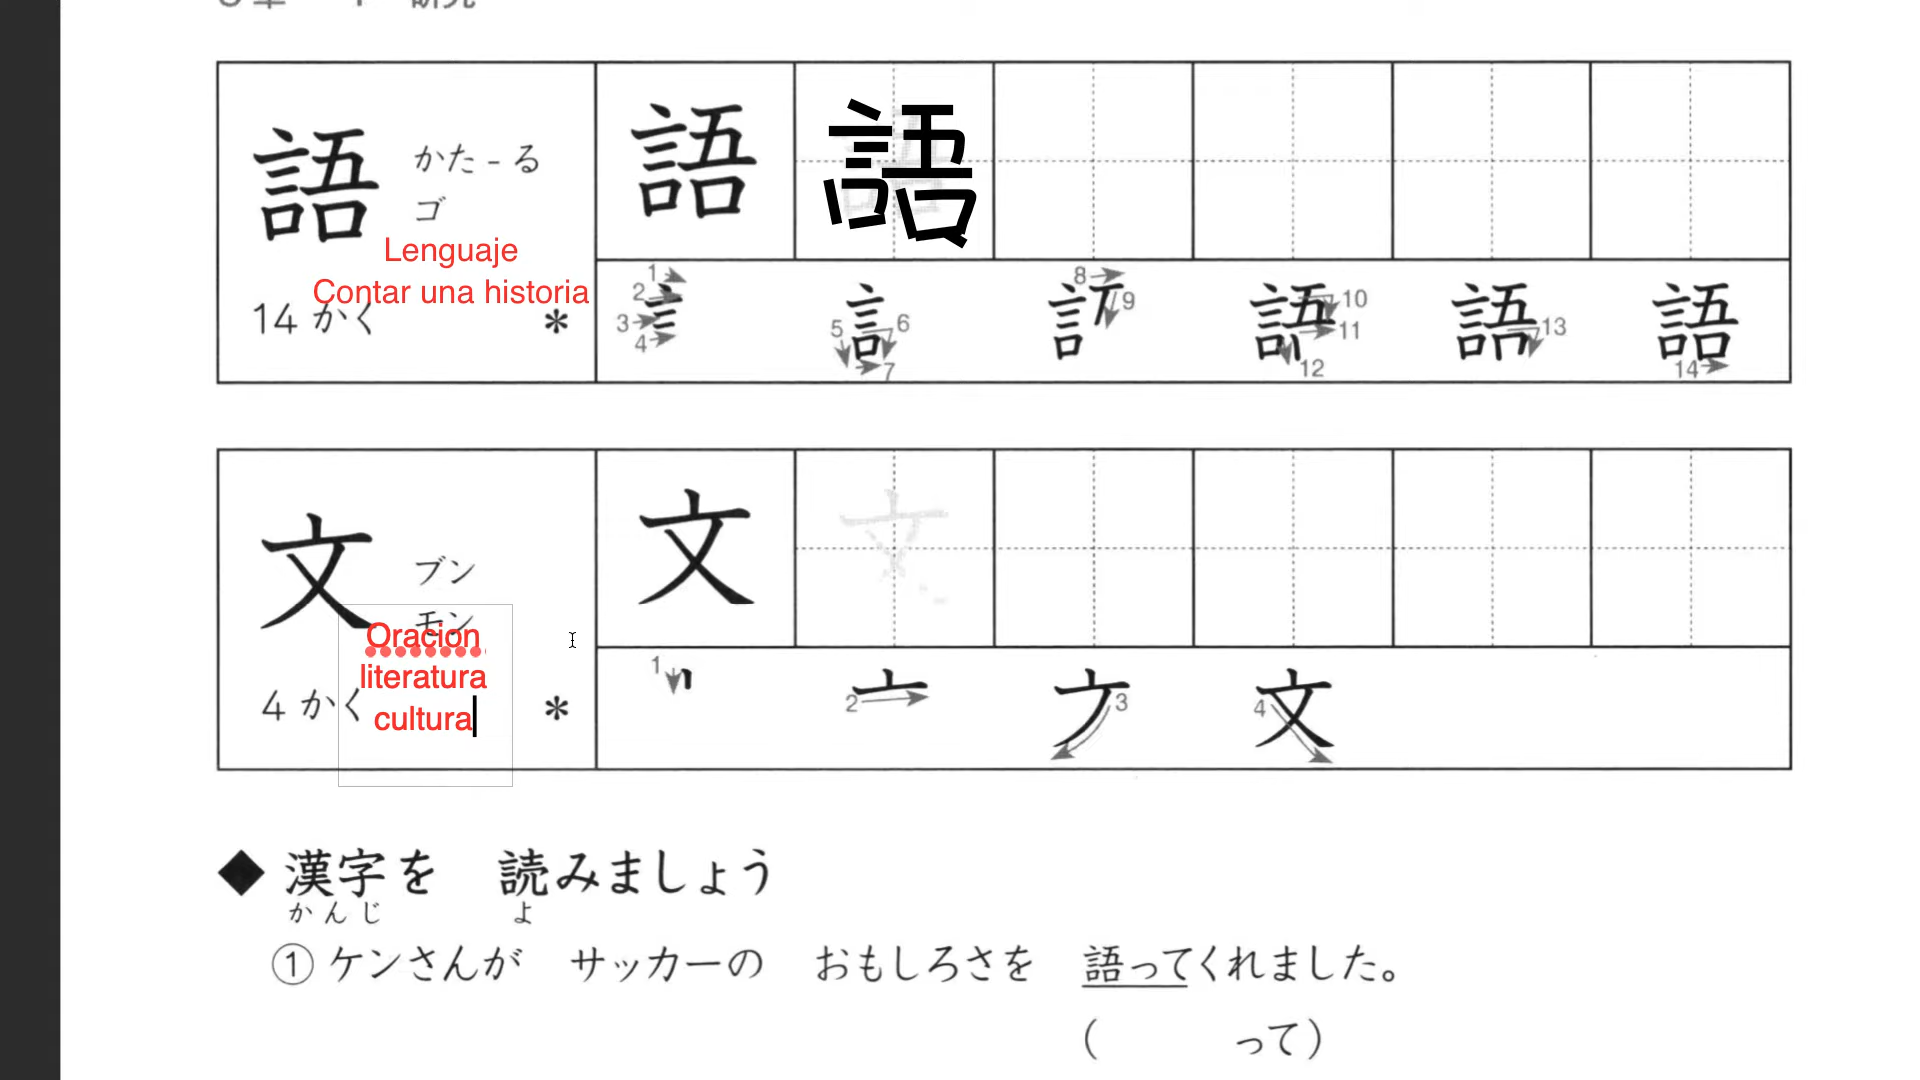 語 かた-る 語 語
ゴ
Lenguaje
Contar una historia
14 かく *
1 2 3 4 5 6 7 8 9 10 11 12 13 14
文 ブン 文 文
モン
Oracion
literatura
cultura
4 かく *
1 2 3 4
◆ 漢字を 読みましょう
かんじ よ
① ケンさんが サッカーの おもしろさを 語ってくれました。
( って)